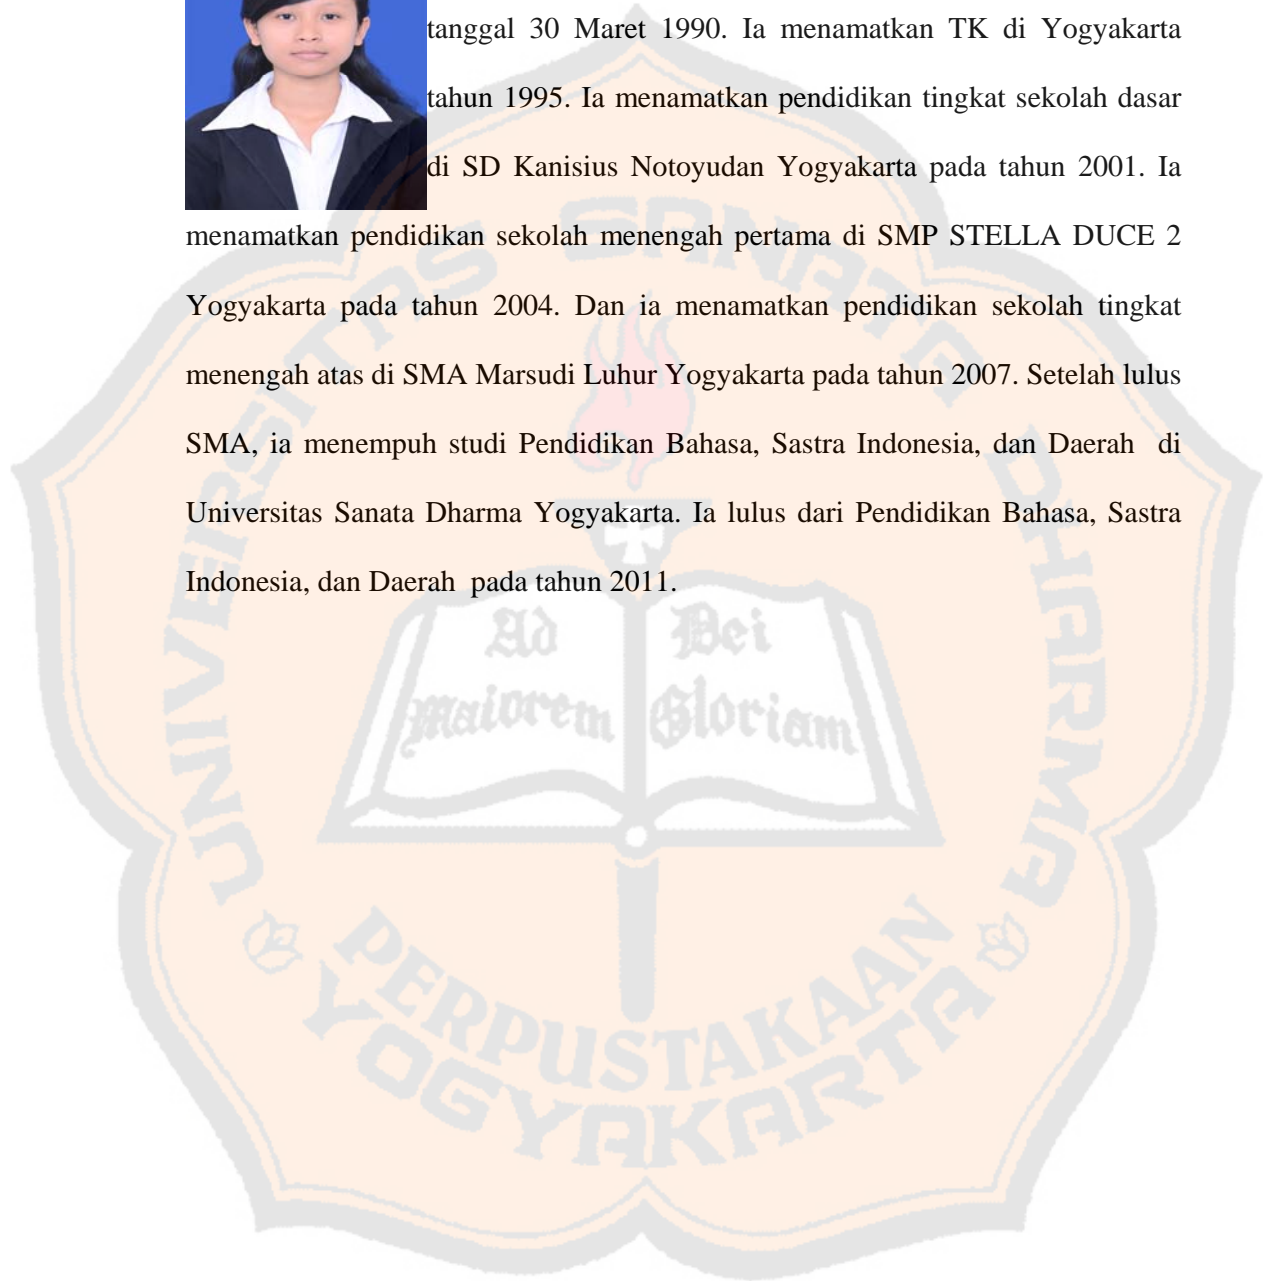 tanggal 30 Maret 1990. Ia menamatkan TK di Yogyakarta
tahun 1995. Ia menamatkan pendidikan tingkat sekolah dasar
di SD Kanisius Notoyudan Yogyakarta pada tahun 2001. Ia
menamatkan pendidikan sekolah menengah pertama di SMP STELLA DUCE 2
Yogyakarta pada tahun 2004. Dan ia menamatkan pendidikan sekolah tingkat
menengah atas di SMA Marsudi Luhur Yogyakarta pada tahun 2007. Setelah lulus
SMA, ia menempuh studi Pendidikan Bahasa, Sastra Indonesia, dan Daerah di
Universitas Sanata Dharma Yogyakarta. Ia lulus dari Pendidikan Bahasa, Sastra
Indonesia, dan Daerah pada tahun 2011.
UNIVERSITAS SANATA DHARMA
Ad Dei
Maiorem Gloriam
PERPUSTAKAAN
YOGYAKARTA